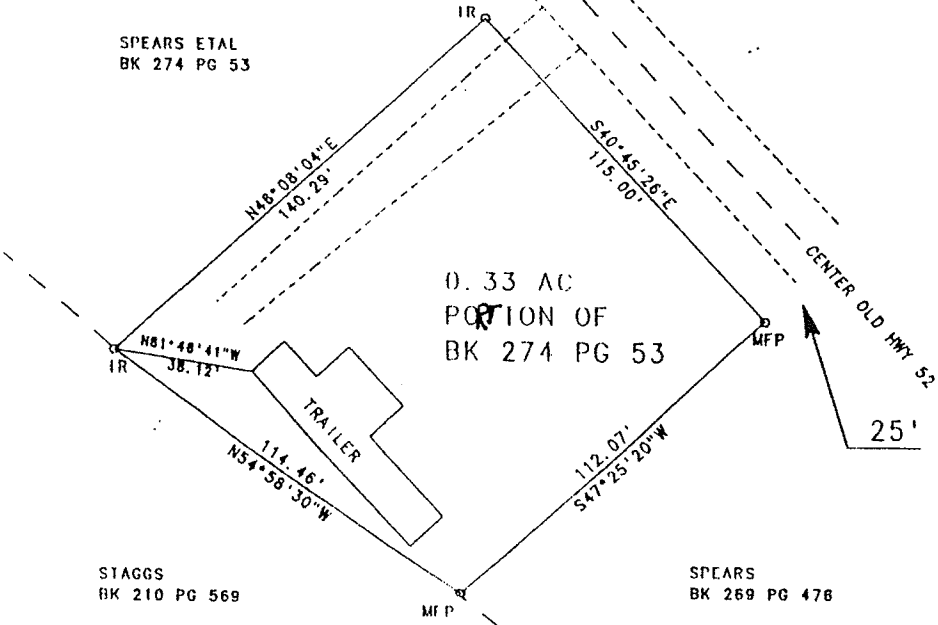 IR
SPEARS ETAL
BK 274 PG 53
N48°08'04"E
140.29'
S40°45'26"E
115.00'
CENTER OLD HWY 52
0.33 AC
PORTION OF
BK 274 PG 53
MFP
N81°48'41"W
38.12'
IR
TRAILER
25'
114.46'
N54°58'30"W
112.07'
S47°25'20"W
STAGGS
BK 210 PG 569
SPEARS
BK 269 PG 476
MFP